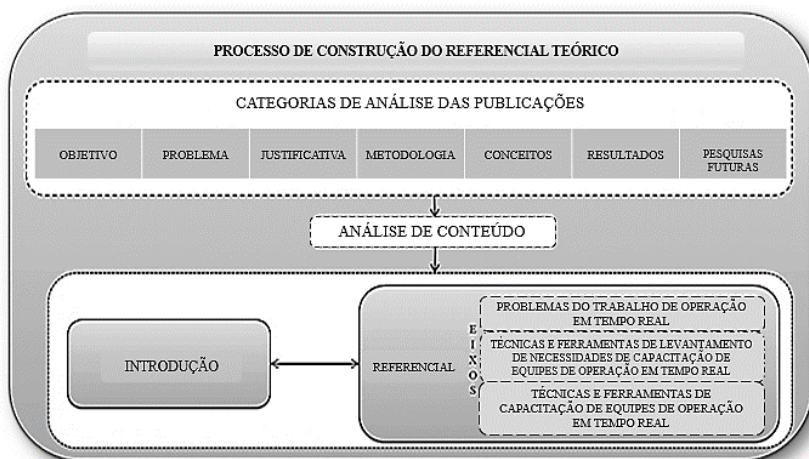 PROCESSO DE CONSTRUÇÃO DO REFERENCIAL TEÓRICO
CATEGORIAS DE ANÁLISE DAS PUBLICAÇÕES
OBJETIVO
PROBLEMA
JUSTIFICATIVA
METODOLOGIA
CONCEITOS
RESULTADOS
PESQUISAS
FUTURAS
ANÁLISE DE CONTEÚDO
INTRODUÇÃO
REFERENCIAL
EIXOS
PROBLEMAS DO TRABALHO DE OPERAÇÃO
EM TEMPO REAL
TÉCNICAS E FERRAMENTAS DE LEVANTAMENTO
DE NECESSIDADES DE CAPACITAÇÃO DE
EQUIPES DE OPERAÇÃO EM TEMPO REAL
TÉCNICAS E FERRAMENTAS DE
CAPACITAÇÃO DE EQUIPES DE OPERAÇÃO
EM TEMPO REAL